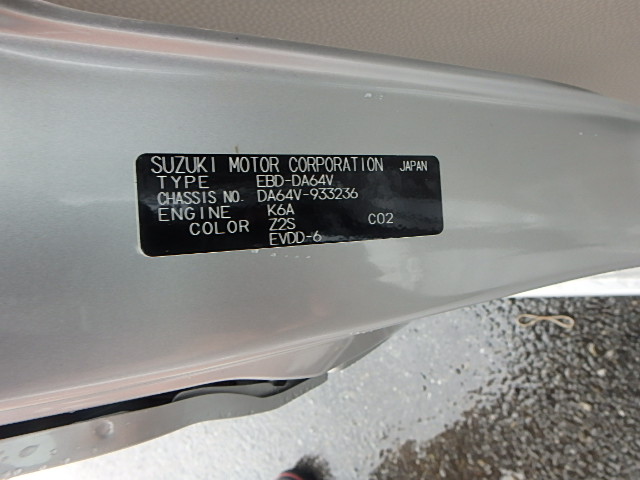 SUZUKI MOTOR CORPORATION JAPAN
TYPE EBD-DA64V
CHASSIS NO. DA64V-933236
ENGINE K6A
COLOR Z2S C02
EVDD-6